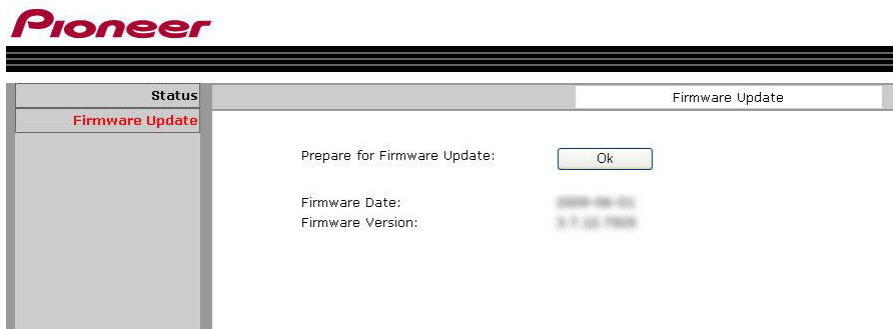 Pioneer
Status
Firmware Update
Firmware Update
Prepare for Firmware Update:
Ok
Firmware Date:
Firmware Version: